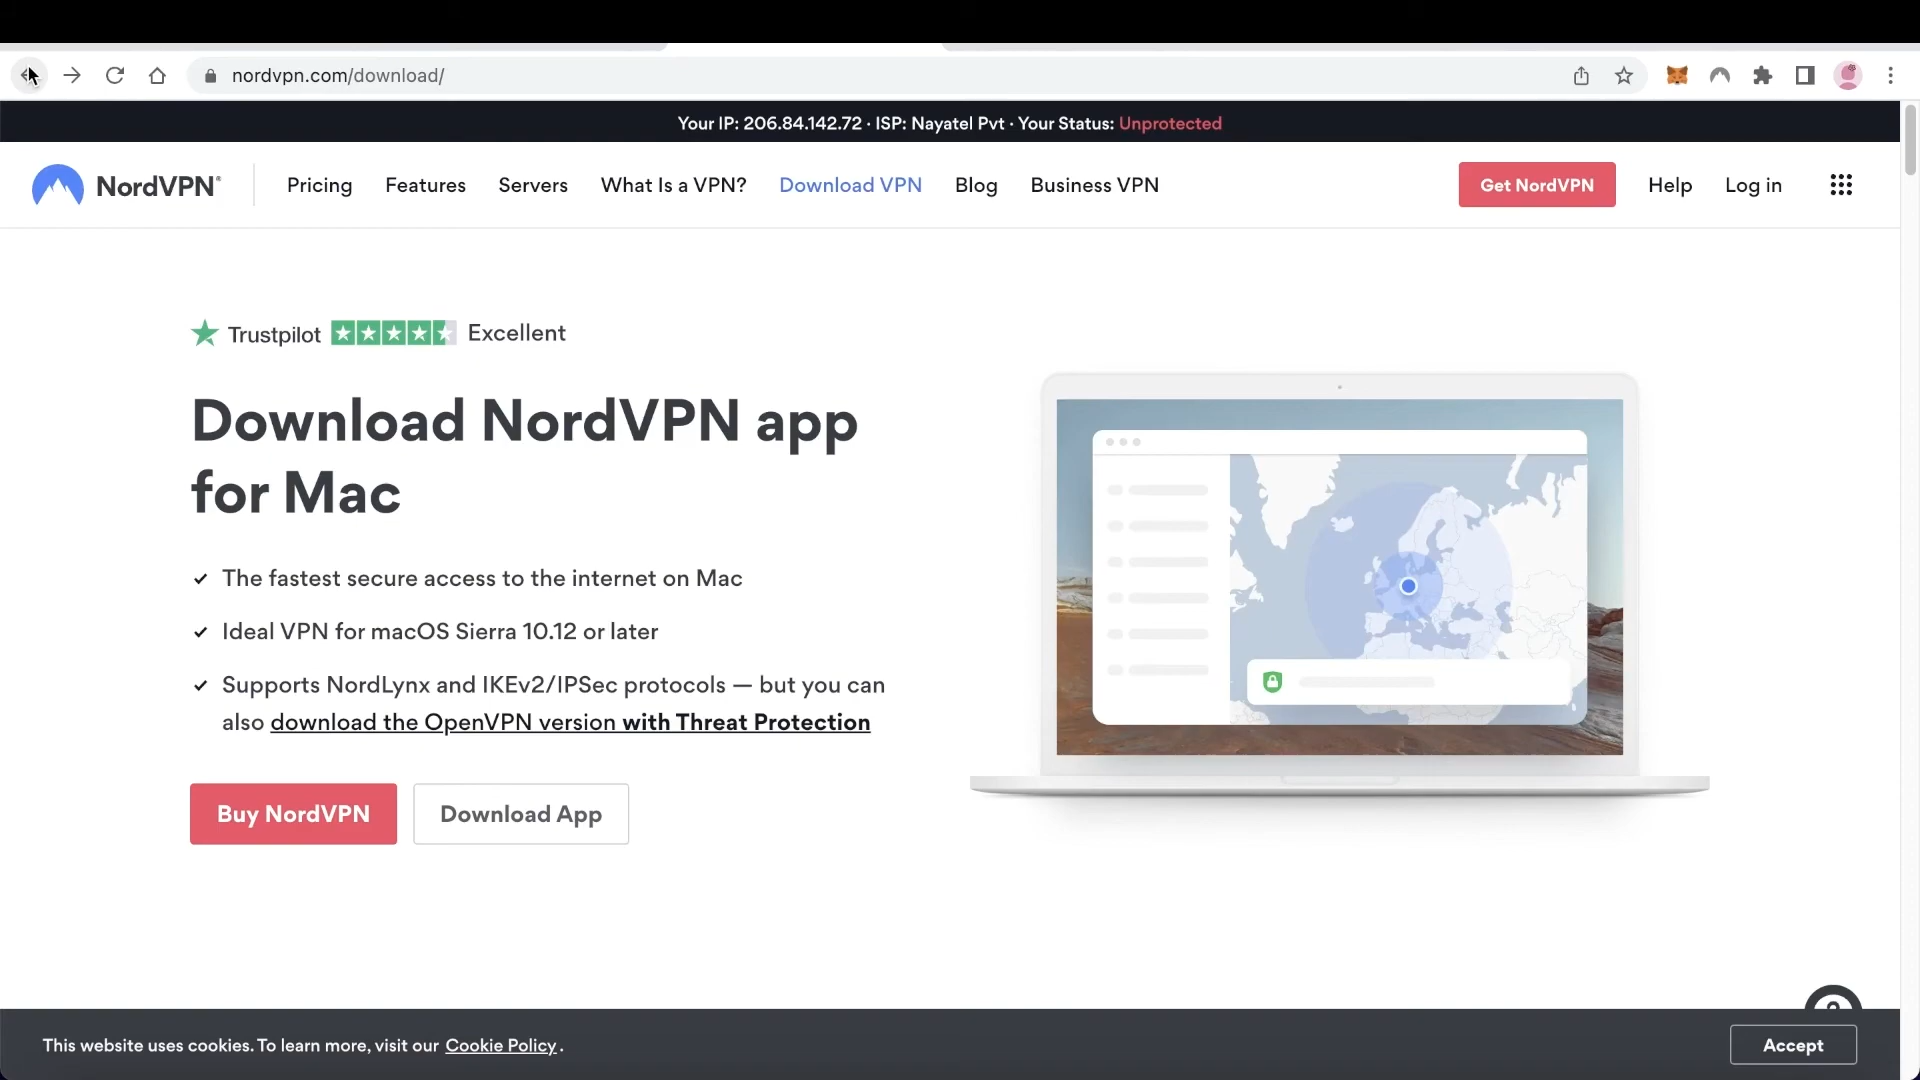 nordvpn.com/download/
Your IP: 206.84.142.72 · ISP: Nayatel Pvt · Your Status: Unprotected
NordVPN®
Pricing
Features
Servers
What Is a VPN?
Download VPN
Blog
Business VPN
Get NordVPN
Help
Log in
Trustpilot
Excellent
Download NordVPN app
for Mac
The fastest secure access to the internet on Mac
Ideal VPN for macOS Sierra 10.12 or later
Supports NordLynx and IKEv2/IPSec protocols — but you can
also download the OpenVPN version with Threat Protection
Buy NordVPN
Download App
This website uses cookies. To learn more, visit our Cookie Policy.
Accept